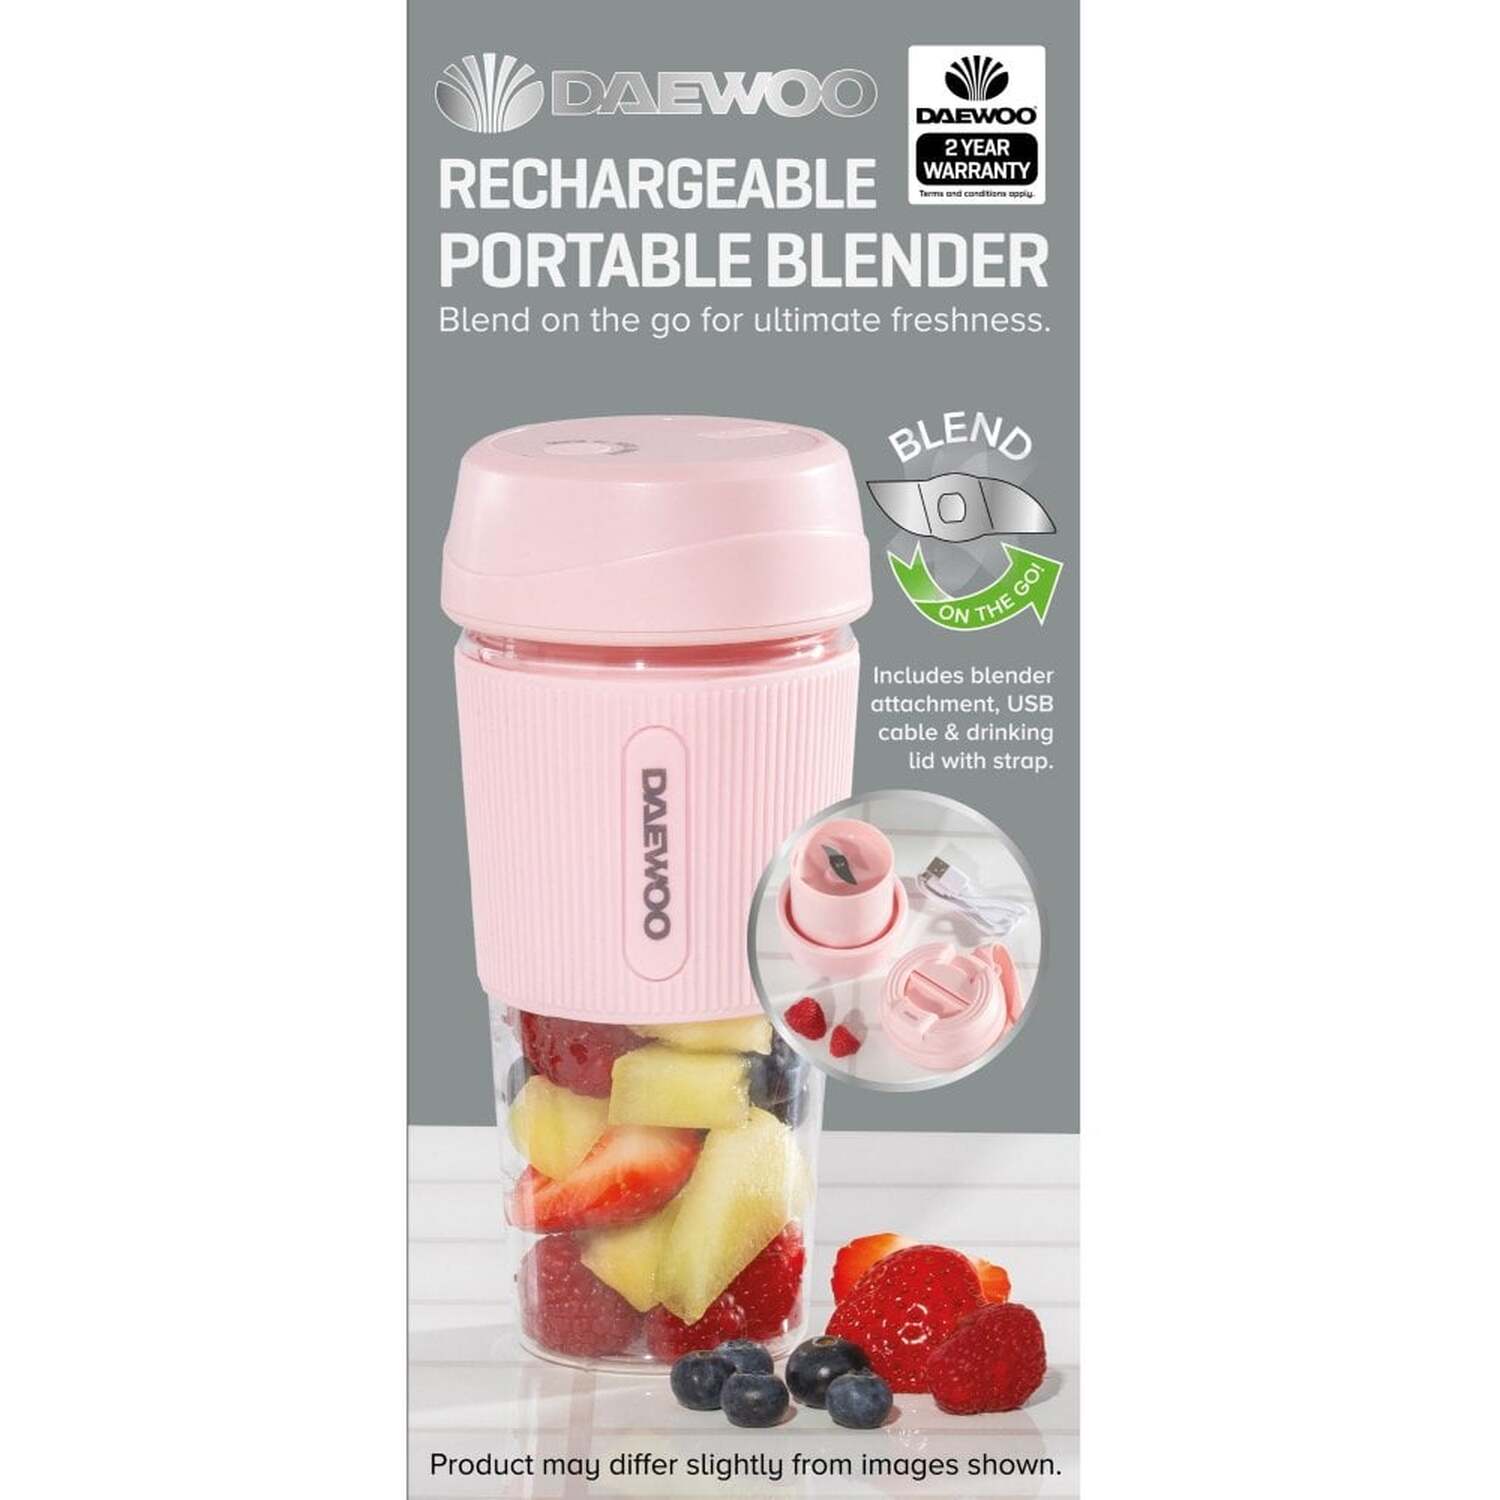 DAEWOO
DAEWOO
2 YEAR
WARRANTY
Terms and conditions apply.
RECHARGEABLE
PORTABLE BLENDER
Blend on the go for ultimate freshness.
BLEND
ON THE GO!
Includes blender
attachment, USB
cable & drinking
lid with strap.
DAEWOO
Product may differ slightly from images shown.